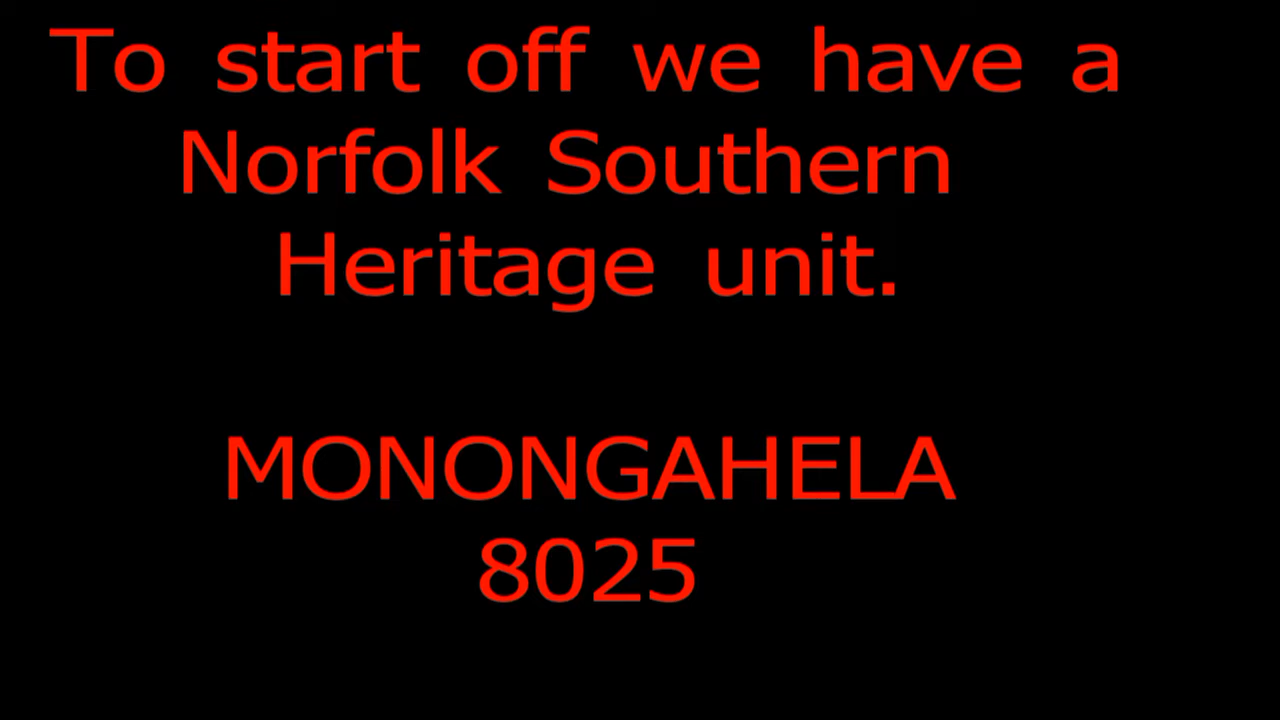 To start off we have a
Norfolk Southern
Heritage unit.
MONONGAHELA
8025